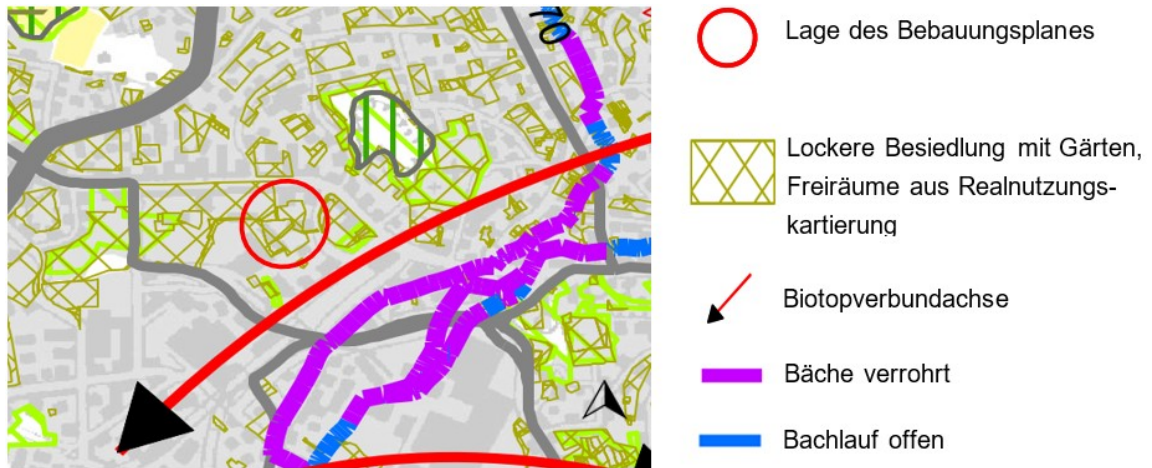 Lage des Bebauungsplanes
Lockere Besiedlung mit Gärten,
Freiräume aus Realnutzungs-
kartierung
Biotopverbundachse
Bäche verrohrt
Bachlauf offen